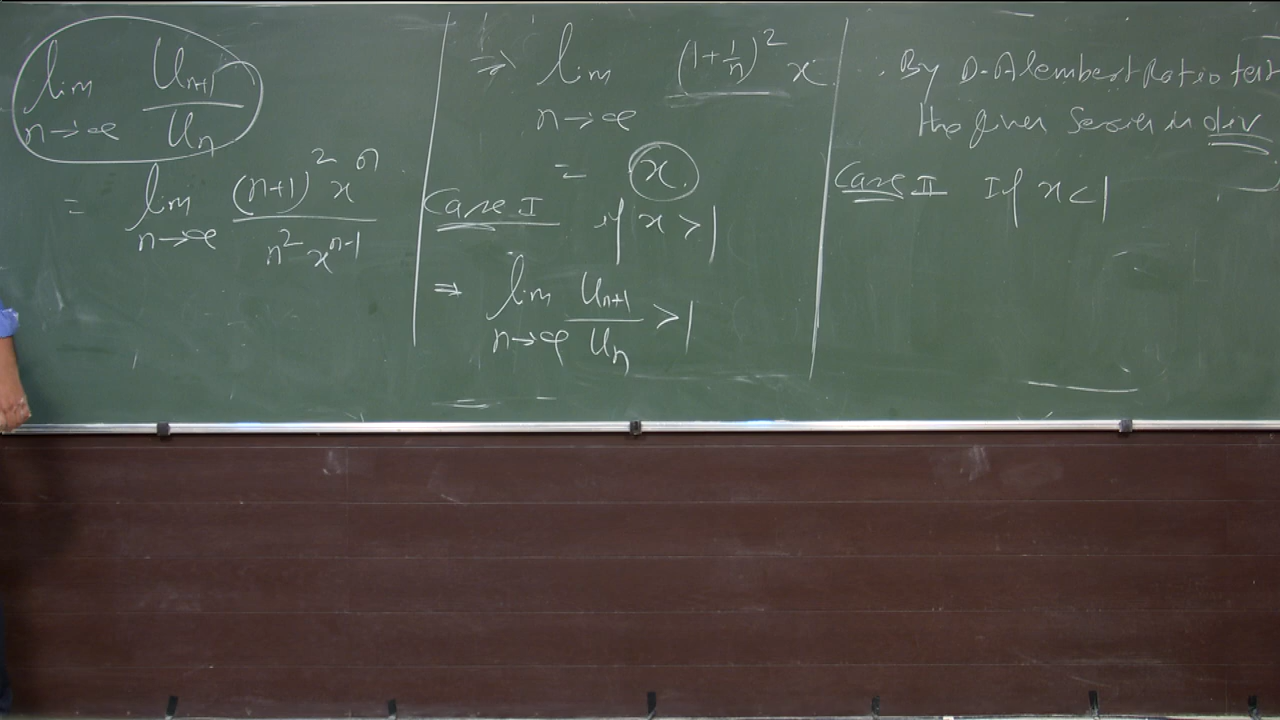 lim Un+1 / Un
n→∞
= lim (n+1)² xⁿ / n² xⁿ⁻¹
n→∞
⇒ lim (1+1/n)² x
n→∞
= x.
Case I if x > 1
⇒ lim Un+1 / Un > 1
n→∞
∴ By D-Alembert Ratio test
the given Series is div
Case II If x < 1